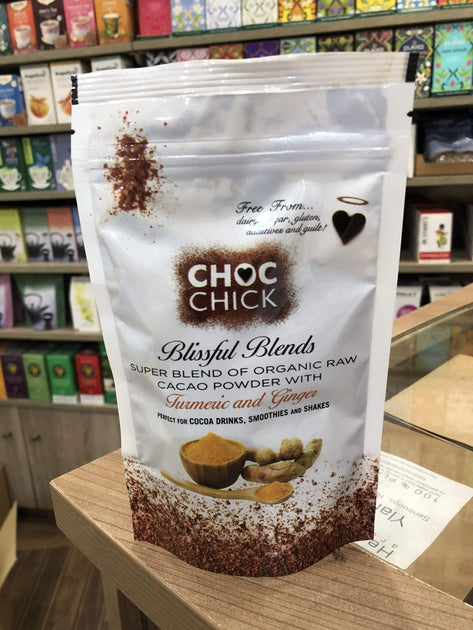 Free From...
dairy, sugar, gluten,
additives and guilt!
CHOC
CHICK
Blissful Blends
SUPER BLEND OF ORGANIC RAW
CACAO POWDER WITH
Turmeric and Ginger
PERFECT FOR COCOA DRINKS, SMOOTHIES AND SHAKES